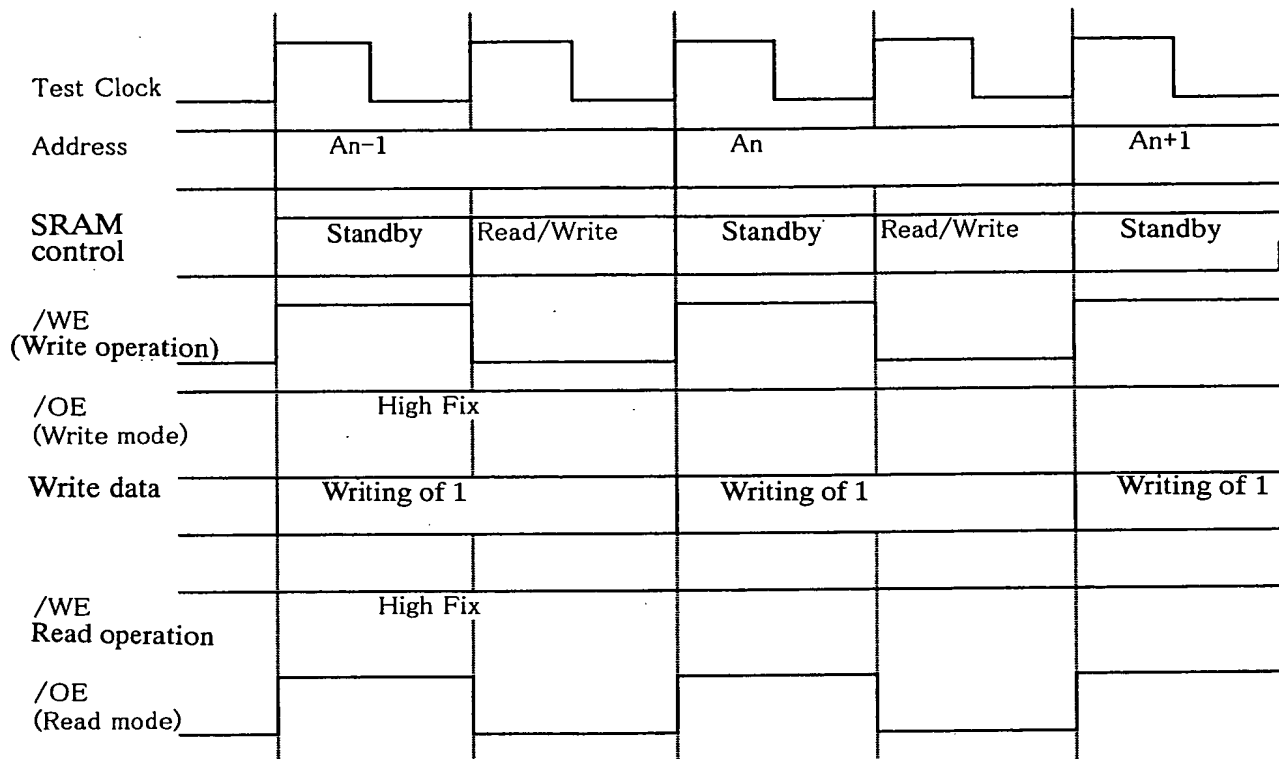 Test Clock
Address An-1 An An+1
SRAM
control Standby Read/Write Standby Read/Write Standby
/WE
(Write operation)
/OE High Fix
(Write mode)
Write data Writing of 1 Writing of 1 Writing of 1
/WE High Fix
Read operation
/OE
(Read mode)